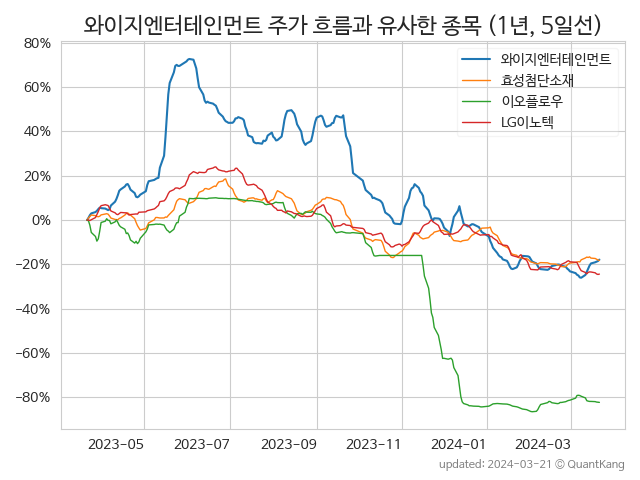 와이지엔터테인먼트 주가 흐름과 유사한 종목 (1년, 5일선)
80%
60%
40%
20%
0%
−20%
−40%
−60%
−80%
와이지엔터테인먼트
효성첨단소재
이오플로우
LG이노텍
2023-05
2023-07
2023-09
2023-11
2024-01
2024-03
updated: 2024-03-21 © QuantKang